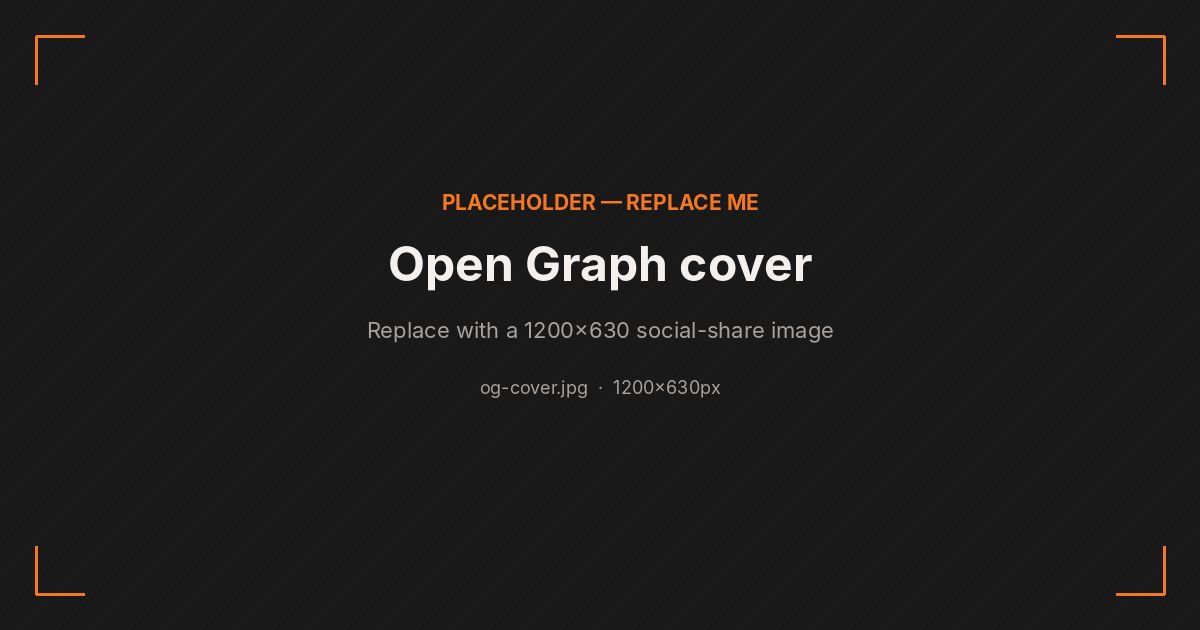 PLACEHOLDER — REPLACE ME
Open Graph cover
Replace with a 1200×630 social-share image
og-cover.jpg · 1200×630px